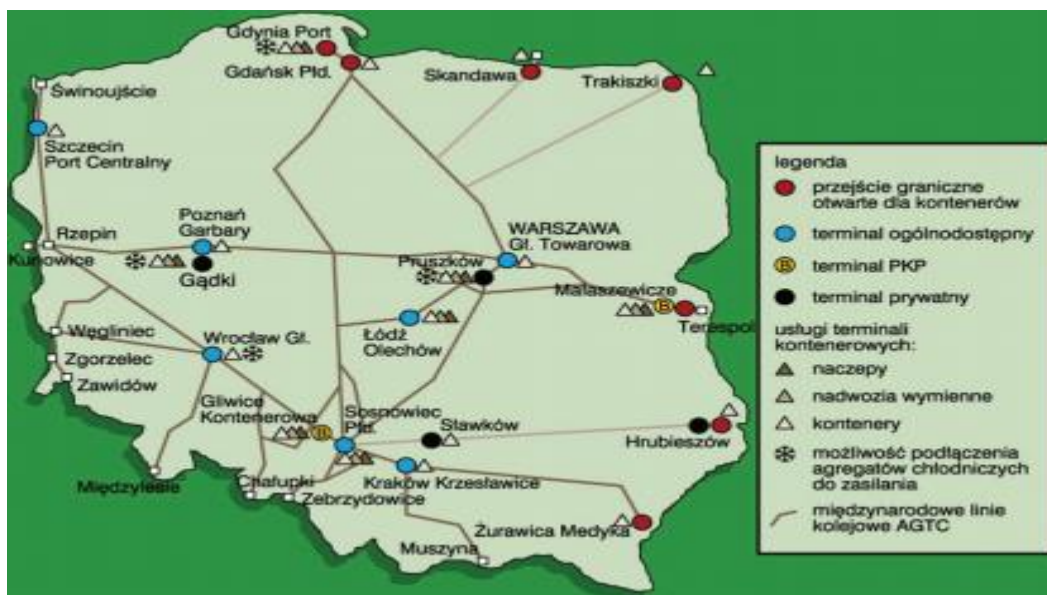 Gdynia Port
Gdańsk Płd.
Skandawa
Trakiszki
Świnoujście
Szczecin
Port Centralny
Rzepin
Kunowice
Poznań
Garbary
Gądki
WARSZAWA
Gł. Towarowa
Pruszków
Małaszewicze
B
Terespol
Węgliniec
Zgorzelec
Zawidów
Wrocław Gł.
Łódź
Olechów
Gliwice
Kontenerowa
B
Sosnowiec
Płd.
Sławków
Hrubieszów
Międzylesie
Chałupki
Zebrzydowice
Kraków Krzesławice
Żurawica Medyka
Muszyna
legenda
przejście graniczne
otwarte dla kontenerów
terminal ogólnodostępny
B
terminal PKP
terminal prywatny
usługi terminali
kontenerowych:
naczepy
nadwozia wymienne
kontenery
możliwość podłączenia
agregatów chłodniczych
do zasilania
międzynarodowe linie
kolejowe AGTC